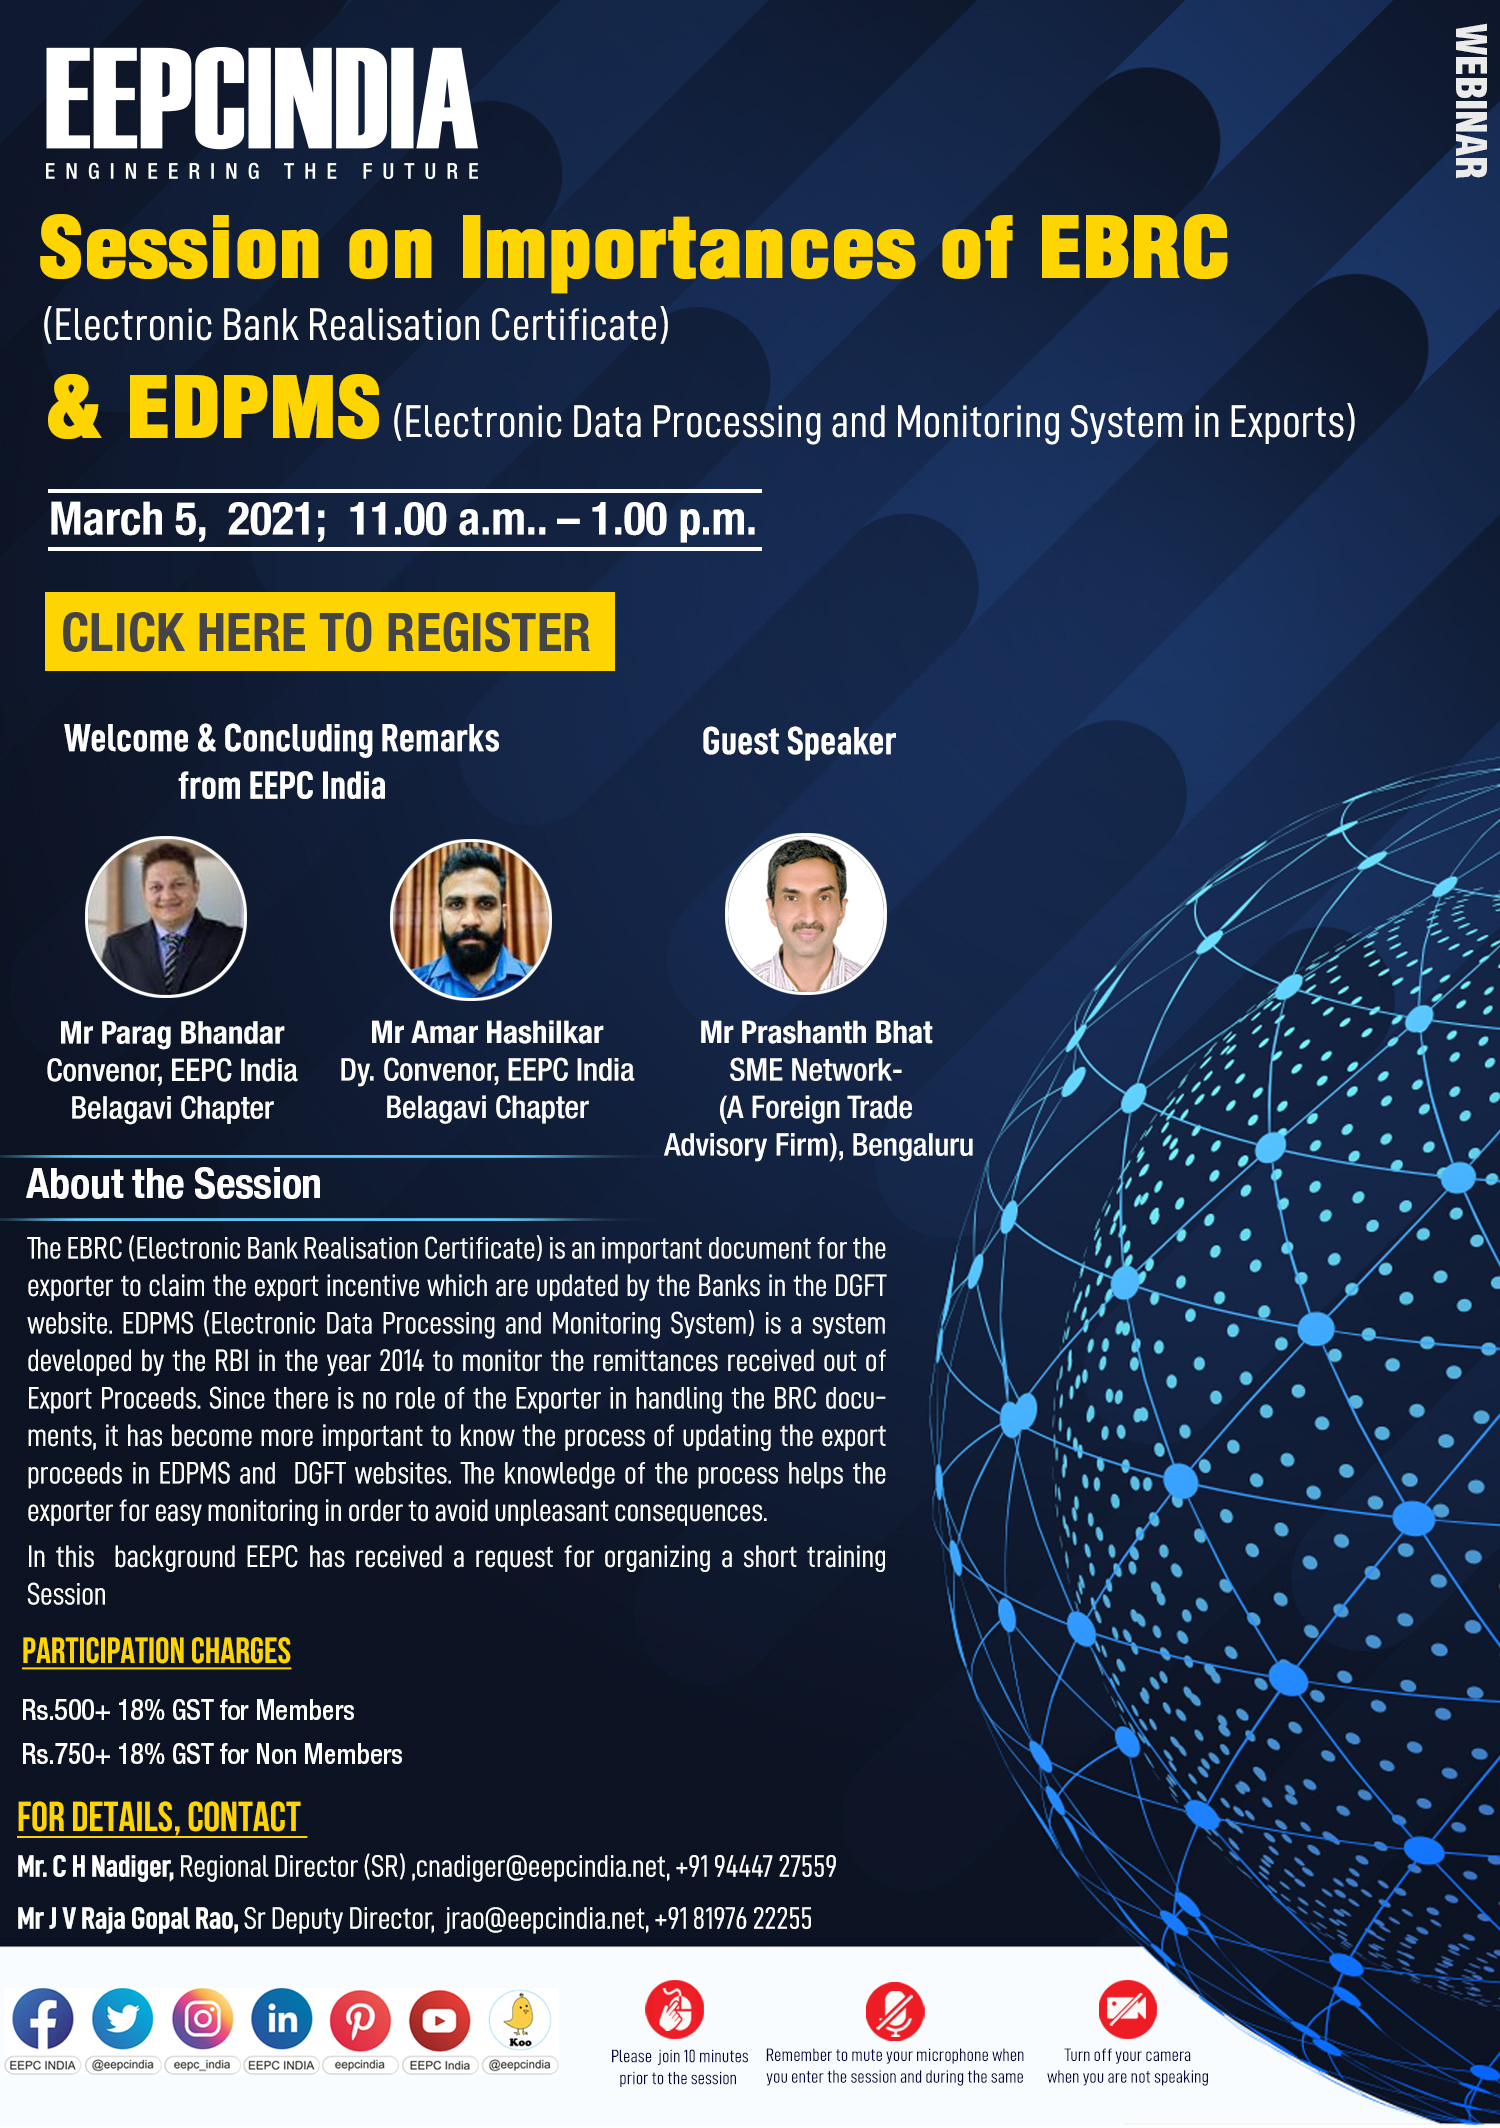 WEBINAR
EEPCINDIA
ENGINEERING THE FUTURE
Session on Importances of EBRC
(Electronic Bank Realisation Certificate)
& EDPMS (Electronic Data Processing and Monitoring System in Exports)
March 5, 2021; 11.00 a.m.. – 1.00 p.m.
CLICK HERE TO REGISTER
Welcome & Concluding Remarks
from EEPC India
Guest Speaker
Mr Parag Bhandar
Convenor, EEPC India
Belagavi Chapter
Mr Amar Hashilkar
Dy. Convenor, EEPC India
Belagavi Chapter
Mr Prashanth Bhat
SME Network-
(A Foreign Trade
Advisory Firm), Bengaluru
About the Session
The EBRC (Electronic Bank Realisation Certificate) is an important document for the
exporter to claim the export incentive which are updated by the Banks in the DGFT
website. EDPMS (Electronic Data Processing and Monitoring System) is a system
developed by the RBI in the year 2014 to monitor the remittances received out of
Export Proceeds. Since there is no role of the Exporter in handling the BRC docu-
ments, it has become more important to know the process of updating the export
proceeds in EDPMS and DGFT websites. The knowledge of the process helps the
exporter for easy monitoring in order to avoid unpleasant consequences.
In this background EEPC has received a request for organizing a short training
Session
PARTICIPATION CHARGES
Rs.500+ 18% GST for Members
Rs.750+ 18% GST for Non Members
FOR DETAILS, CONTACT
Mr. C H Nadiger, Regional Director (SR) ,cnadiger@eepcindia.net, +91 94447 27559
Mr J V Raja Gopal Rao, Sr Deputy Director, jrao@eepcindia.net, +91 81976 22255
Koo
EEPC INDIA
@eepcindia
eepc_india
EEPC INDIA
eepcindia
EEPC India
@eepcindia
Please join 10 minutes
prior to the session
Remember to mute your microphone when
you enter the session and during the same
Turn off your camera
when you are not speaking